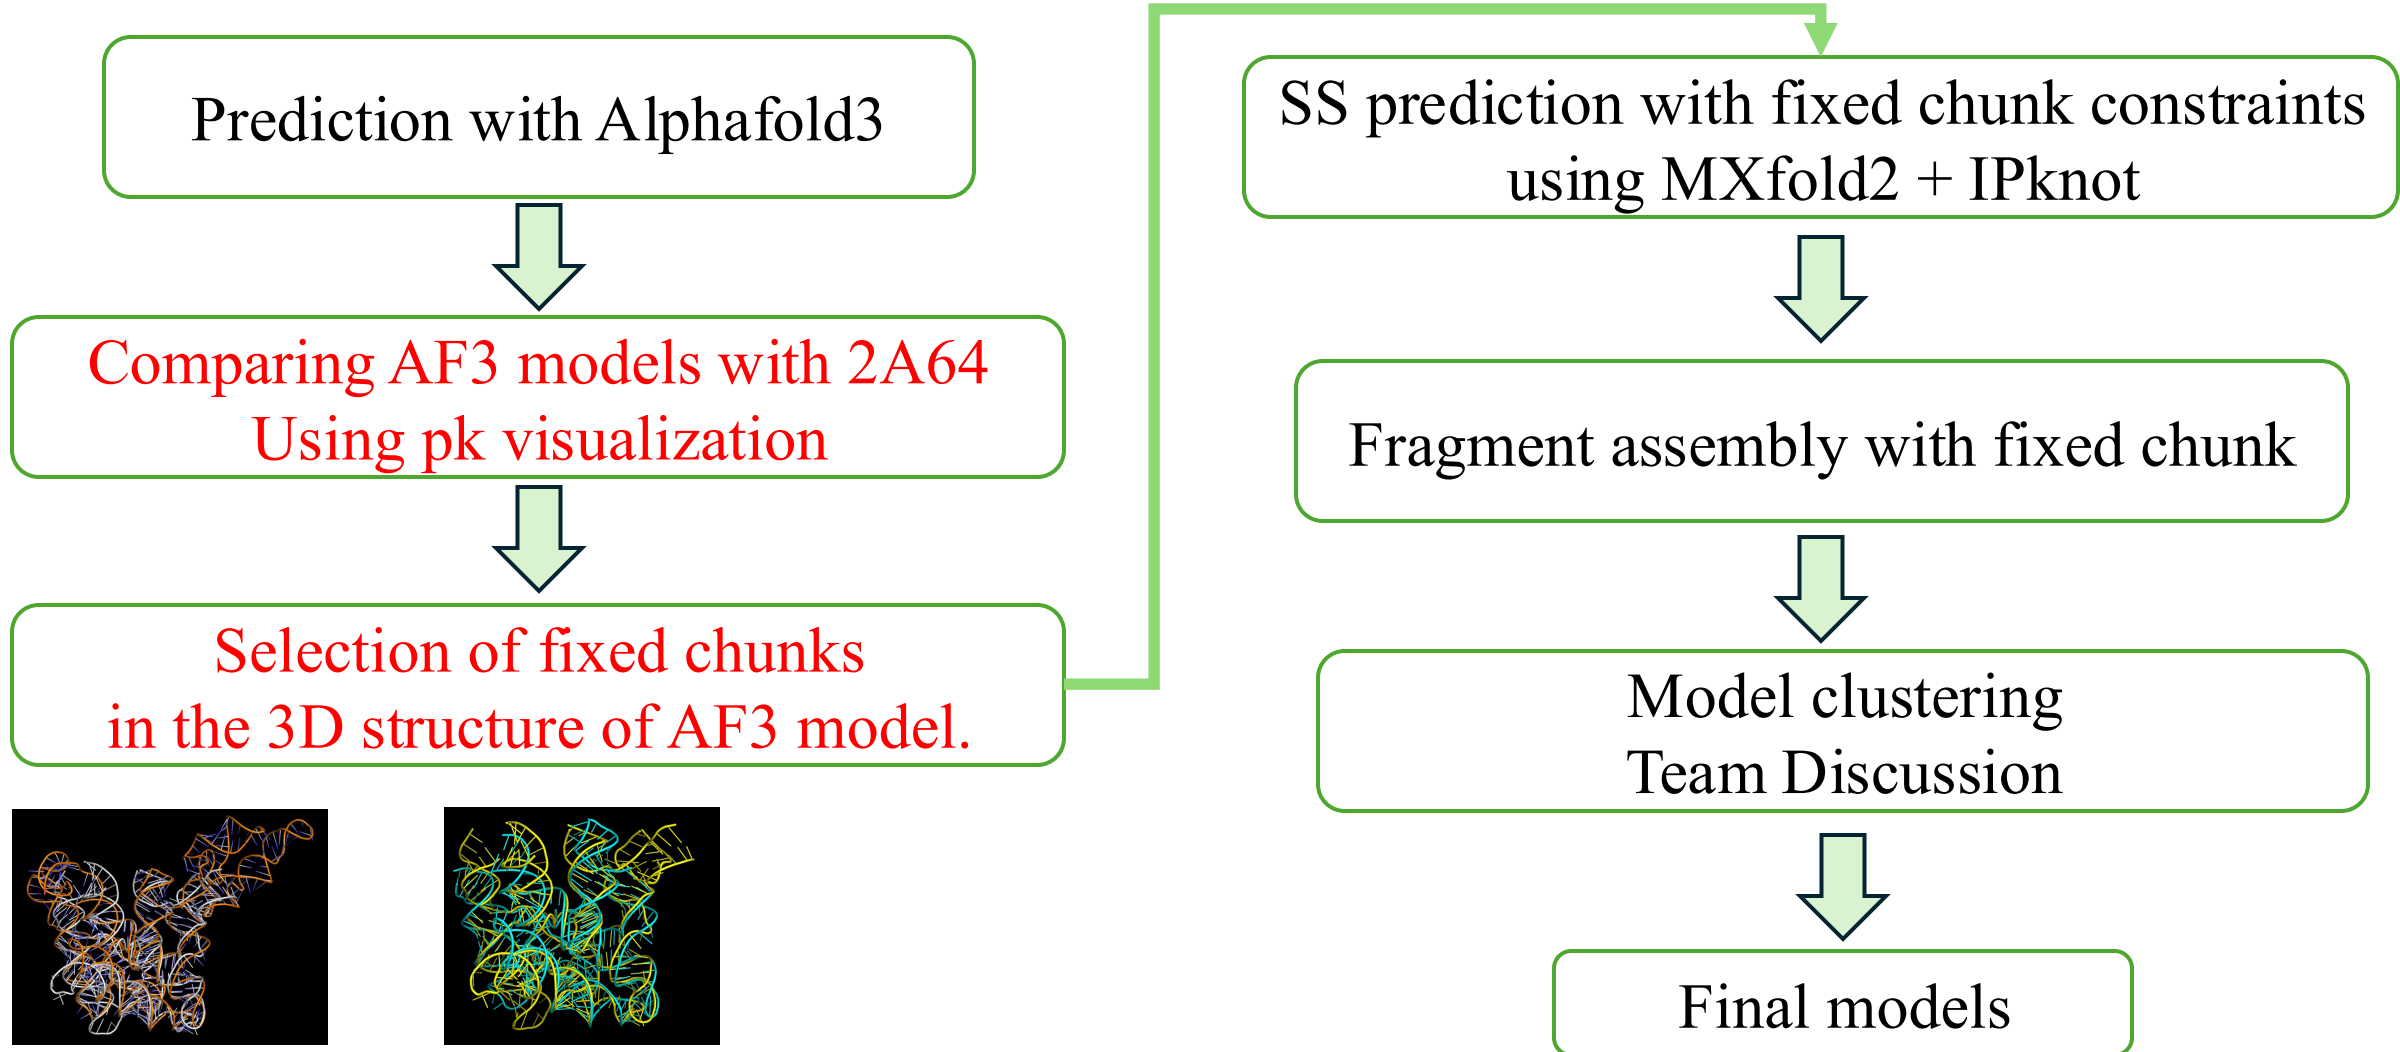 Prediction with Alphafold3
Comparing AF3 models with 2A64
Using pk visualization
Selection of fixed chunks
in the 3D structure of AF3 model.
SS prediction with fixed chunk constraints
using MXfold2 + IPknot
Fragment assembly with fixed chunk
Model clustering
Team Discussion
Final models